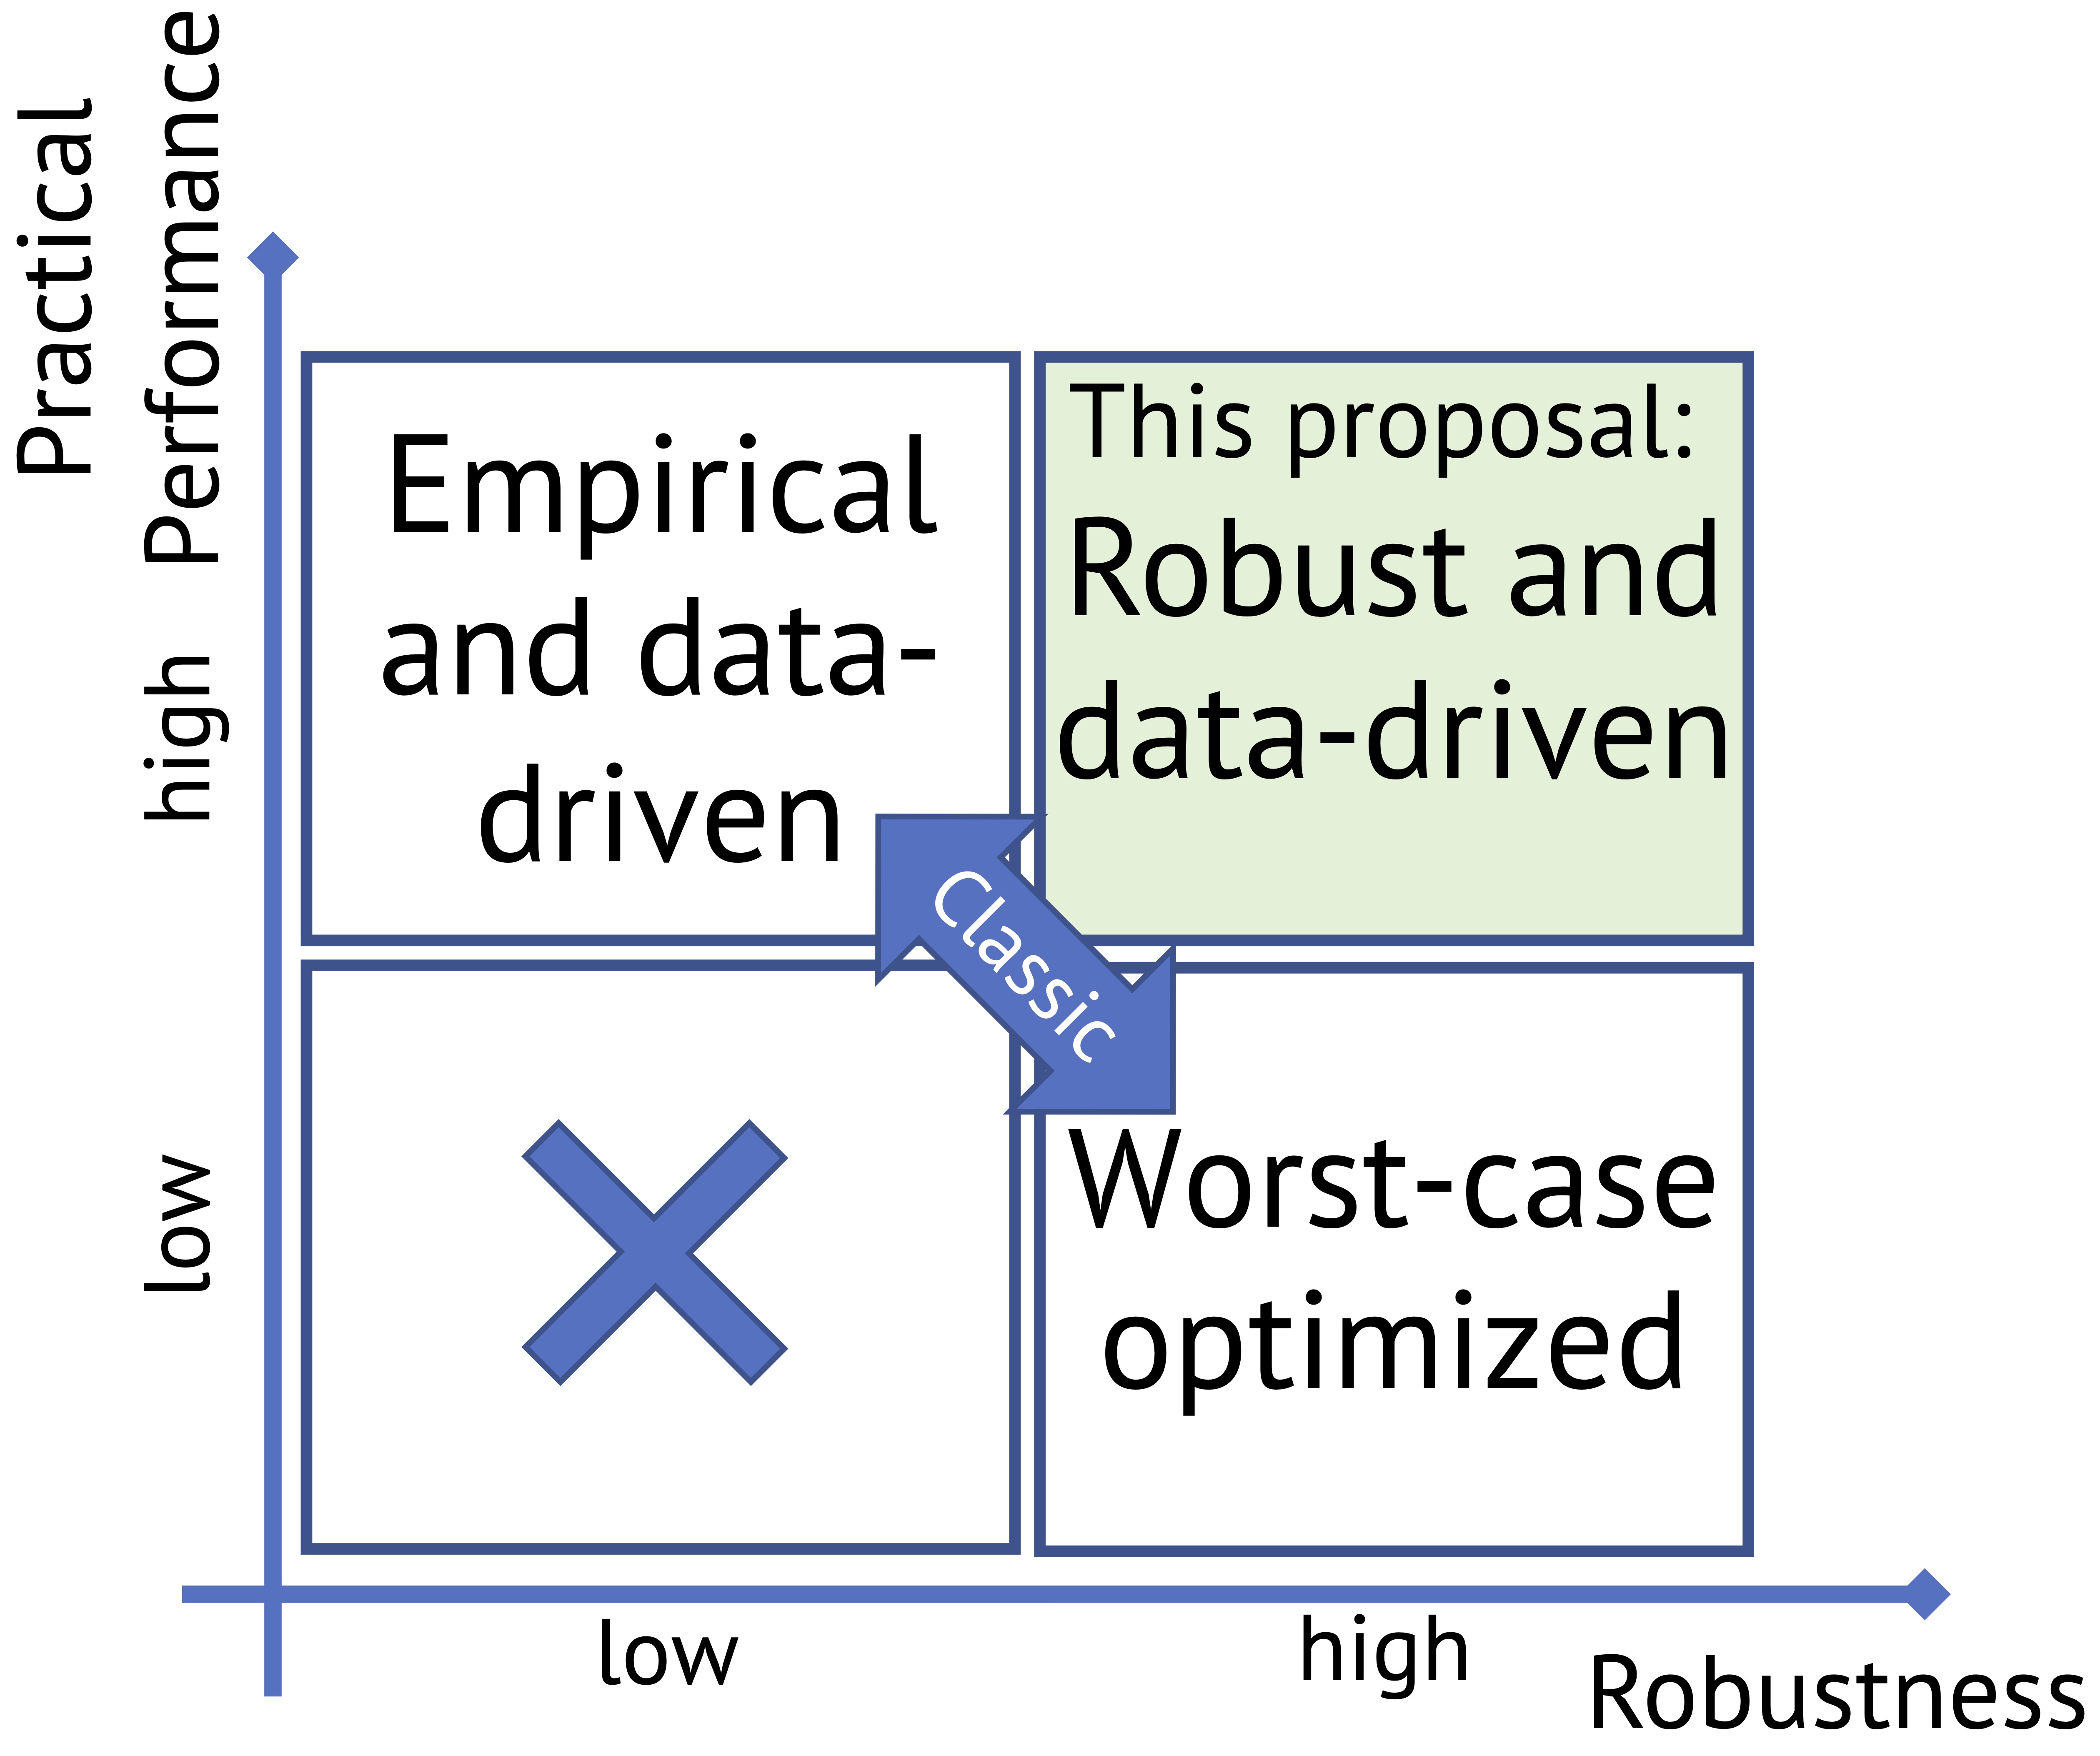 Practical
Performance
high
low
Empirical
and data-
driven
This proposal:
Robust and
data-driven
Classic
Worst-case
optimized
low
high
Robustness